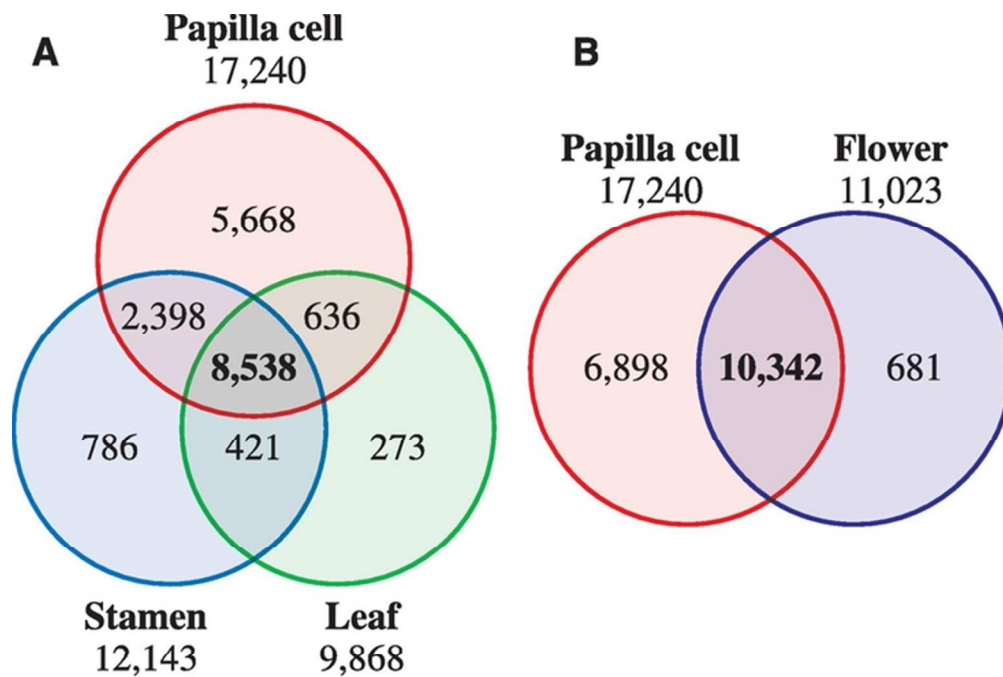 A
Papilla cell
17,240
5,668
2,398
636
8,538
786
421
273
Stamen
12,143
Leaf
9,868
B
Papilla cell
17,240
Flower
11,023
6,898
10,342
681